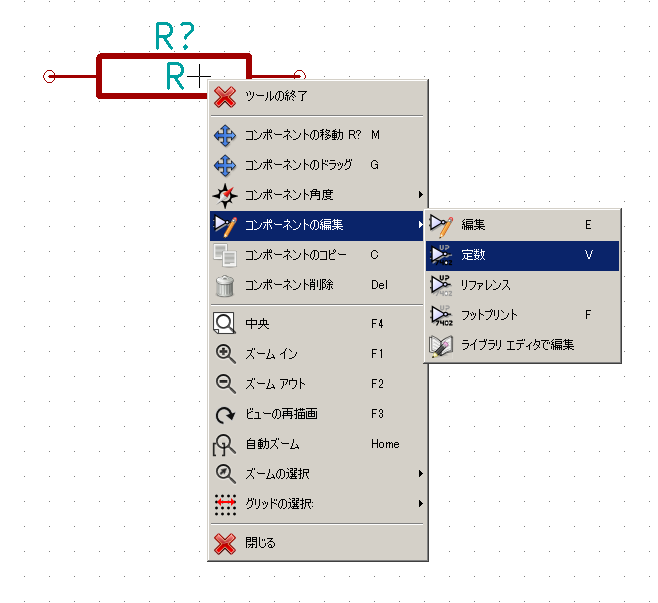 R?
R
ツールの終了
コンポーネントの移動 R? M
コンポーネントのドラッグ G
コンポーネント角度
コンポーネントの編集
コンポーネントのコピー C
コンポーネント削除 Del
中央 F4
ズーム イン F1
ズーム アウト F2
ビューの再描画 F3
自動ズーム Home
ズームの選択
グリッドの選択
閉じる
編集 E
定数 V
リファレンス
フットプリント F
ライブラリ エディタで編集